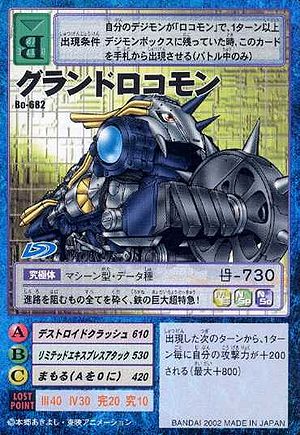 B
出現条件
自分のデジモンが「ロコモン」で、1ターン以上
デジモンボックスに残っていた時、このカード
を手札から出現させる(バトル中のみ)
グランドロコモン
Bo-682
究極体 マシーン型・データ種 -730
進路を阻むもの全てを砕く、鉄の巨大超特急!
A デストロイドクラッシュ 610
B リミテッドエキスプレスアタック 530
C まもる(Aを0に) 420
出現した次のターンから、1ターン
毎に自分の攻撃力が+200
される(最大+800)
LOST POINT III40 IV30 完20 究10
©本郷あきよし・東映アニメーション
BANDAI 2002 MADE IN JAPAN